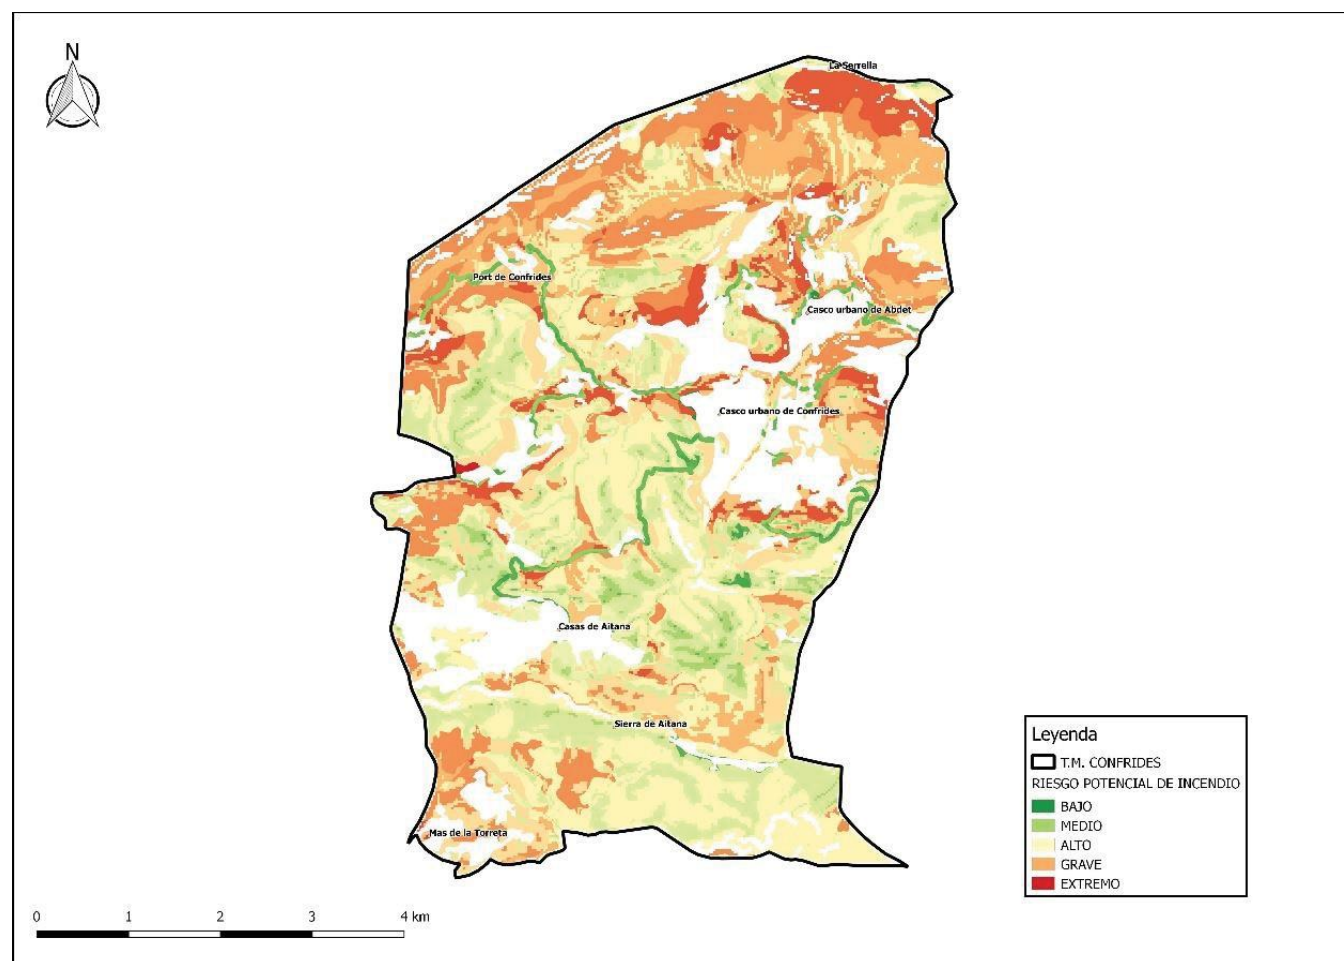 N
La Serrella
Port de Confrides
Casco urbano de Abdet
Casco urbano de Confrides
Casas de Aitana
Sierra de Aitana
Mas de la Torreta
Leyenda
T.M. CONFRIDES
RIESGO POTENCIAL DE INCENDIO
BAJO
MEDIO
ALTO
GRAVE
EXTREMO
0 1 2 3 4 km